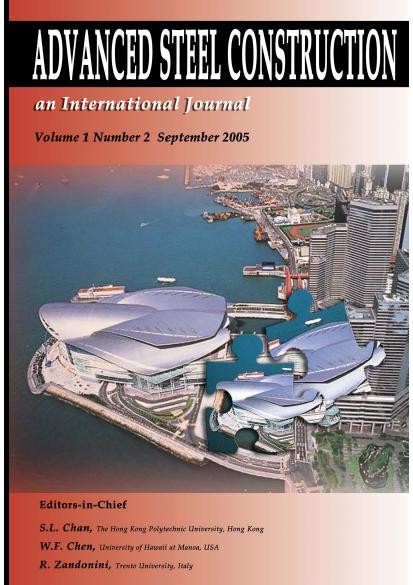 ADVANCED STEEL CONSTRUCTION
an International Journal
Volume 1 Number 2 September 2005
Editors-in-Chief
S.L. Chan, The Hong Kong Polytechnic University, Hong Kong
W.F. Chen, University of Hawaii at Manoa, USA
R. Zandonini, Trento University, Italy